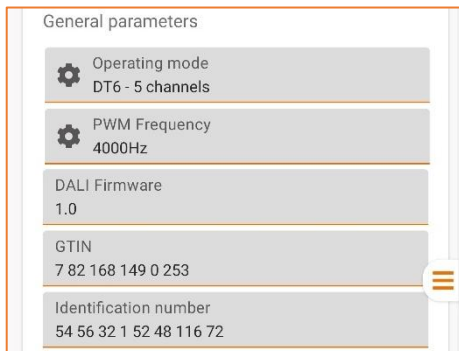 General parameters
Operating mode
DT6 - 5 channels
PWM Frequency
4000Hz
DALI Firmware
1.0
GTIN
7 82 168 149 0 253
Identification number
54 56 32 1 52 48 116 72